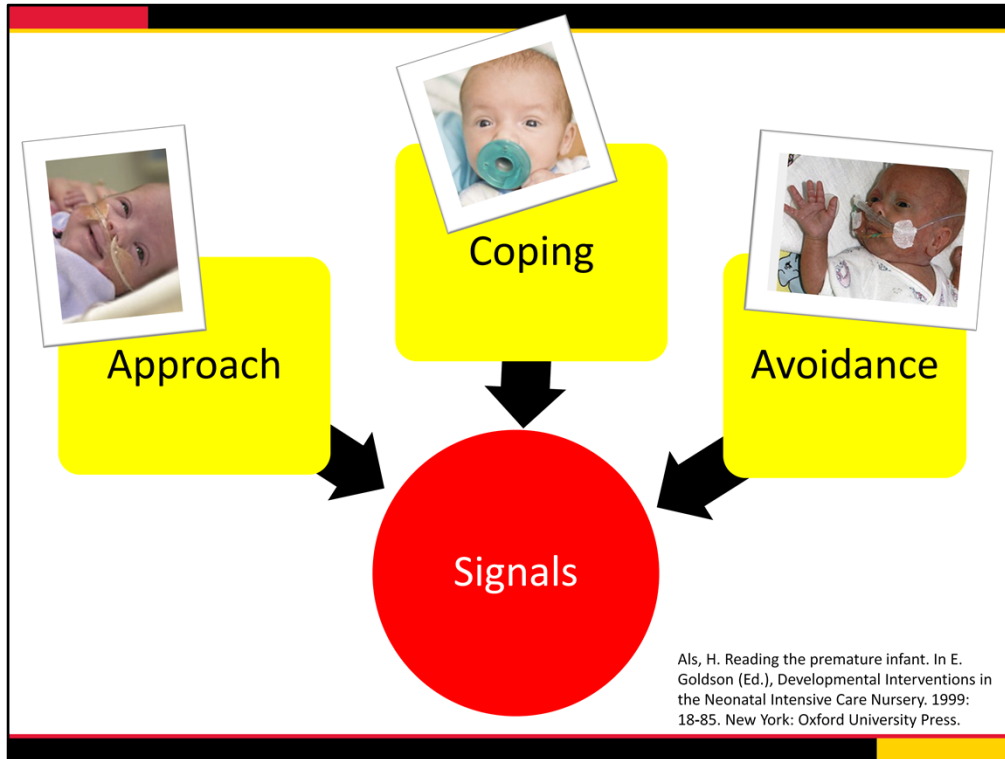 Coping
Approach
Avoidance
Signals
Als, H. Reading the premature infant. In E.
Goldson (Ed.), Developmental Interventions in
the Neonatal Intensive Care Nursery. 1999:
18-85. New York: Oxford University Press.